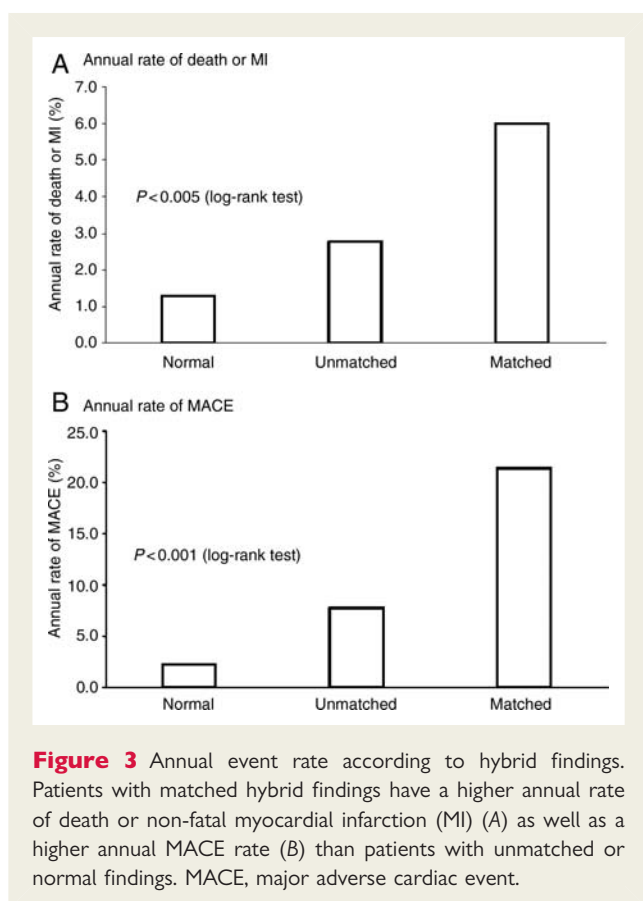 A Annual rate of death or MI
7.0
6.0
5.0
4.0
3.0
2.0
1.0
0.0
Annual rate of death or MI (%)
P<0.005 (log-rank test)
Normal Unmatched Matched
B Annual rate of MACE
25.0
20.0
15.0
10.0
5.0
0.0
Annual rate of MACE (%)
P<0.001 (log-rank test)
Normal Unmatched Matched
Figure 3 Annual event rate according to hybrid findings.
Patients with matched hybrid findings have a higher annual rate
of death or non-fatal myocardial infarction (MI) (A) as well as a
higher annual MACE rate (B) than patients with unmatched or
normal findings. MACE, major adverse cardiac event.